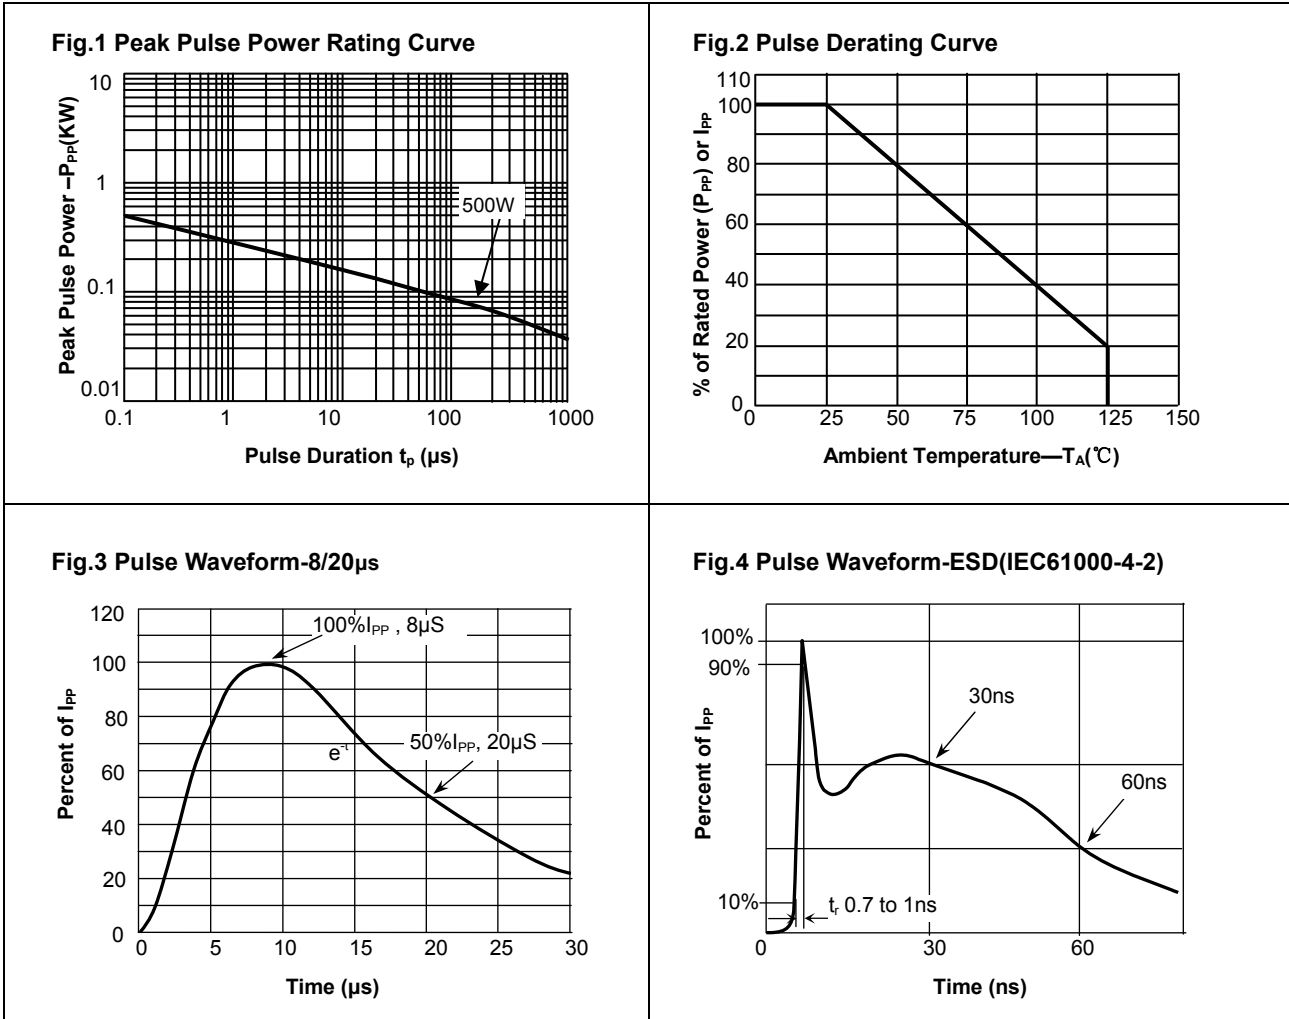 Fig.1 Peak Pulse Power Rating Curve
Peak Pulse Power –PPP(KW)
10
1
0.1
0.01
500W
0.1 1 10 100 1000
Pulse Duration tp (μs)
Fig.2 Pulse Derating Curve
% of Rated Power (PPP) or IPP
110
100
80
60
40
20
0
0 25 50 75 100 125 150
Ambient Temperature—TA(℃)
Fig.3 Pulse Waveform-8/20μs
Percent of IPP
120
100
80
60
40
20
0
100%IPP , 8μS
e-t
50%IPP, 20μS
0 5 10 15 20 25 30
Time (μs)
Fig.4 Pulse Waveform-ESD(IEC61000-4-2)
Percent of IPP
100%
90%
10%
30ns
60ns
tr 0.7 to 1ns
0 30 60
Time (ns)